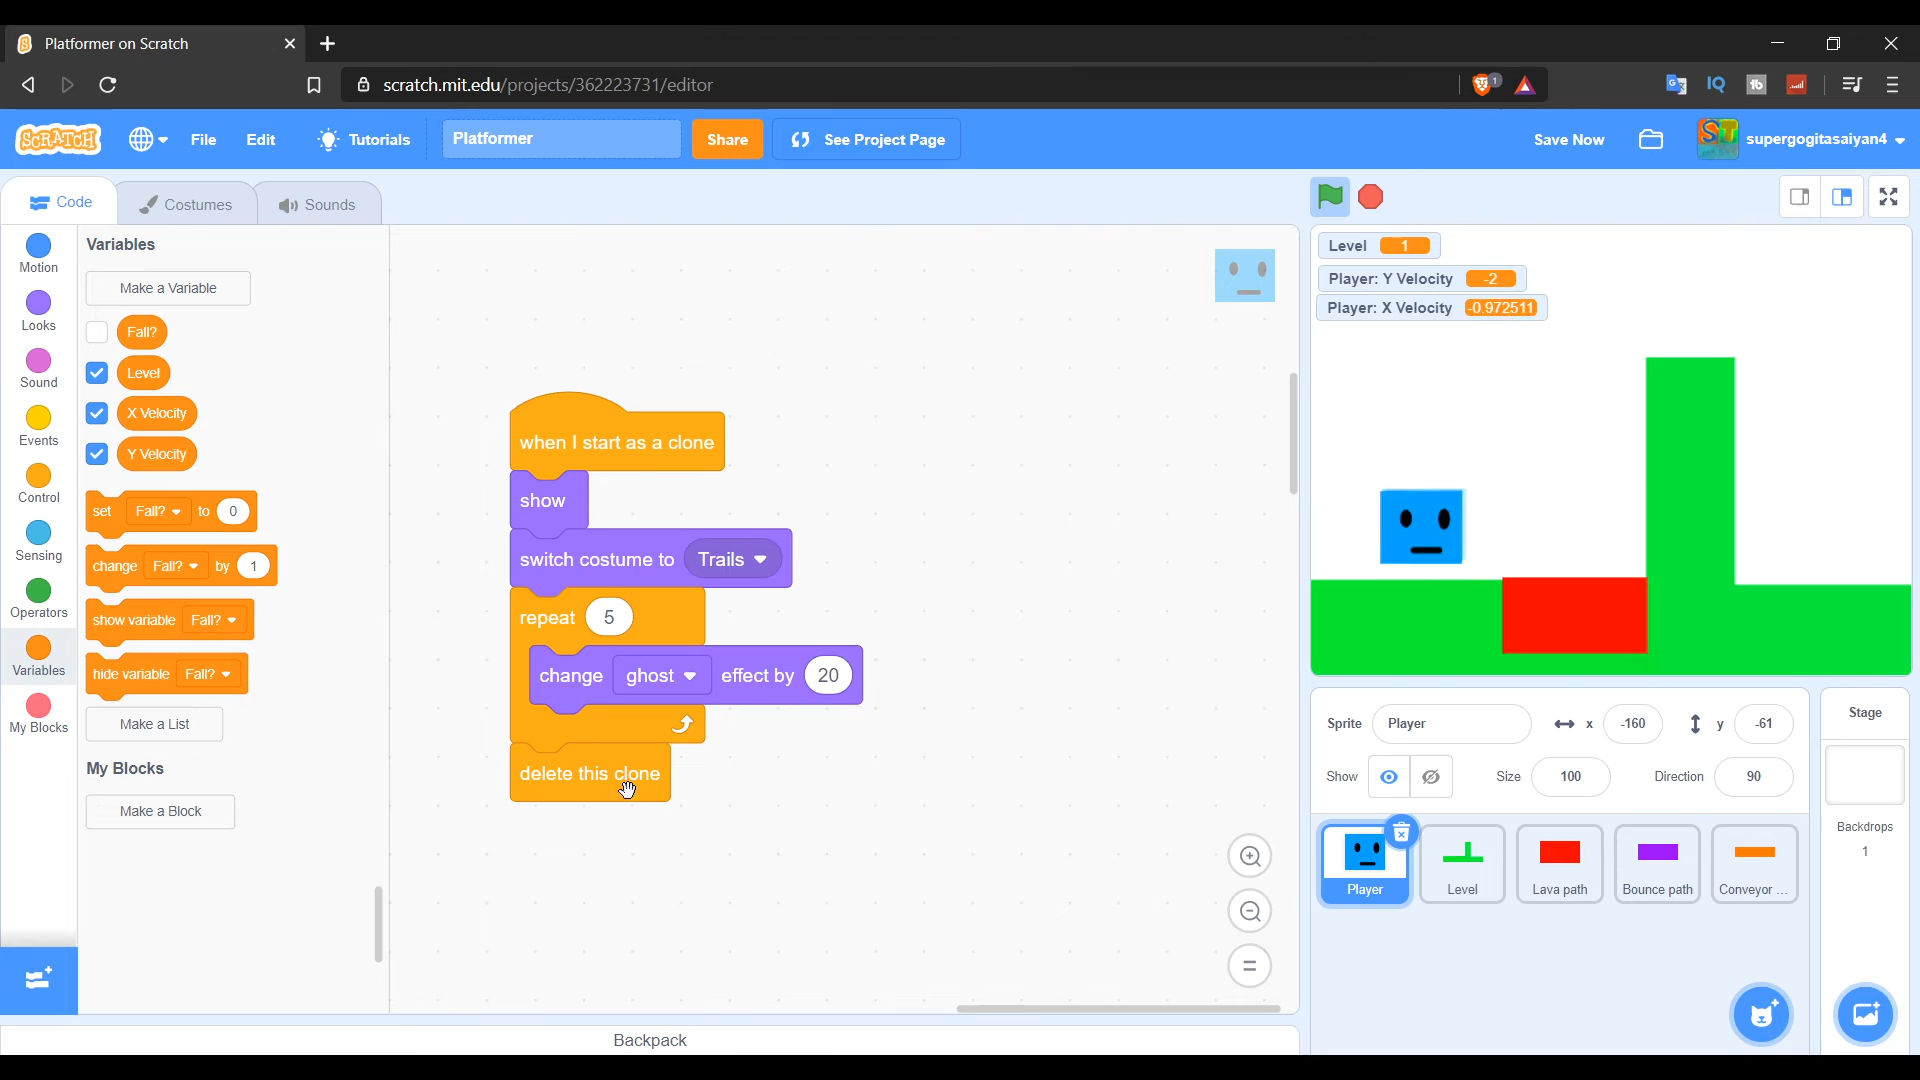 Platformer on Scratch
scratch.mit.edu/projects/362223731/editor
1
SCRATCH
File
Edit
Tutorials
Platformer
Share
See Project Page
Save Now
ST
supergogitasaiyan4
Code
Costumes
Sounds
Motion
Looks
Sound
Events
Control
Sensing
Operators
Variables
My Blocks
Variables
Make a Variable
Fall?
Level
X Velocity
Y Velocity
set Fall? to 0
change Fall? by 1
show variable Fall?
hide variable Fall?
Make a List
My Blocks
Make a Block
when I start as a clone
show
switch costume to Trails
repeat 5
change ghost effect by 20
delete this clone
Backpack
Level 1
Player: Y Velocity -2
Player: X Velocity -0.972511
Sprite Player x -160 y -61
Show Size 100 Direction 90
Player
Level
Lava path
Bounce path
Conveyor ...
Stage
Backdrops
1